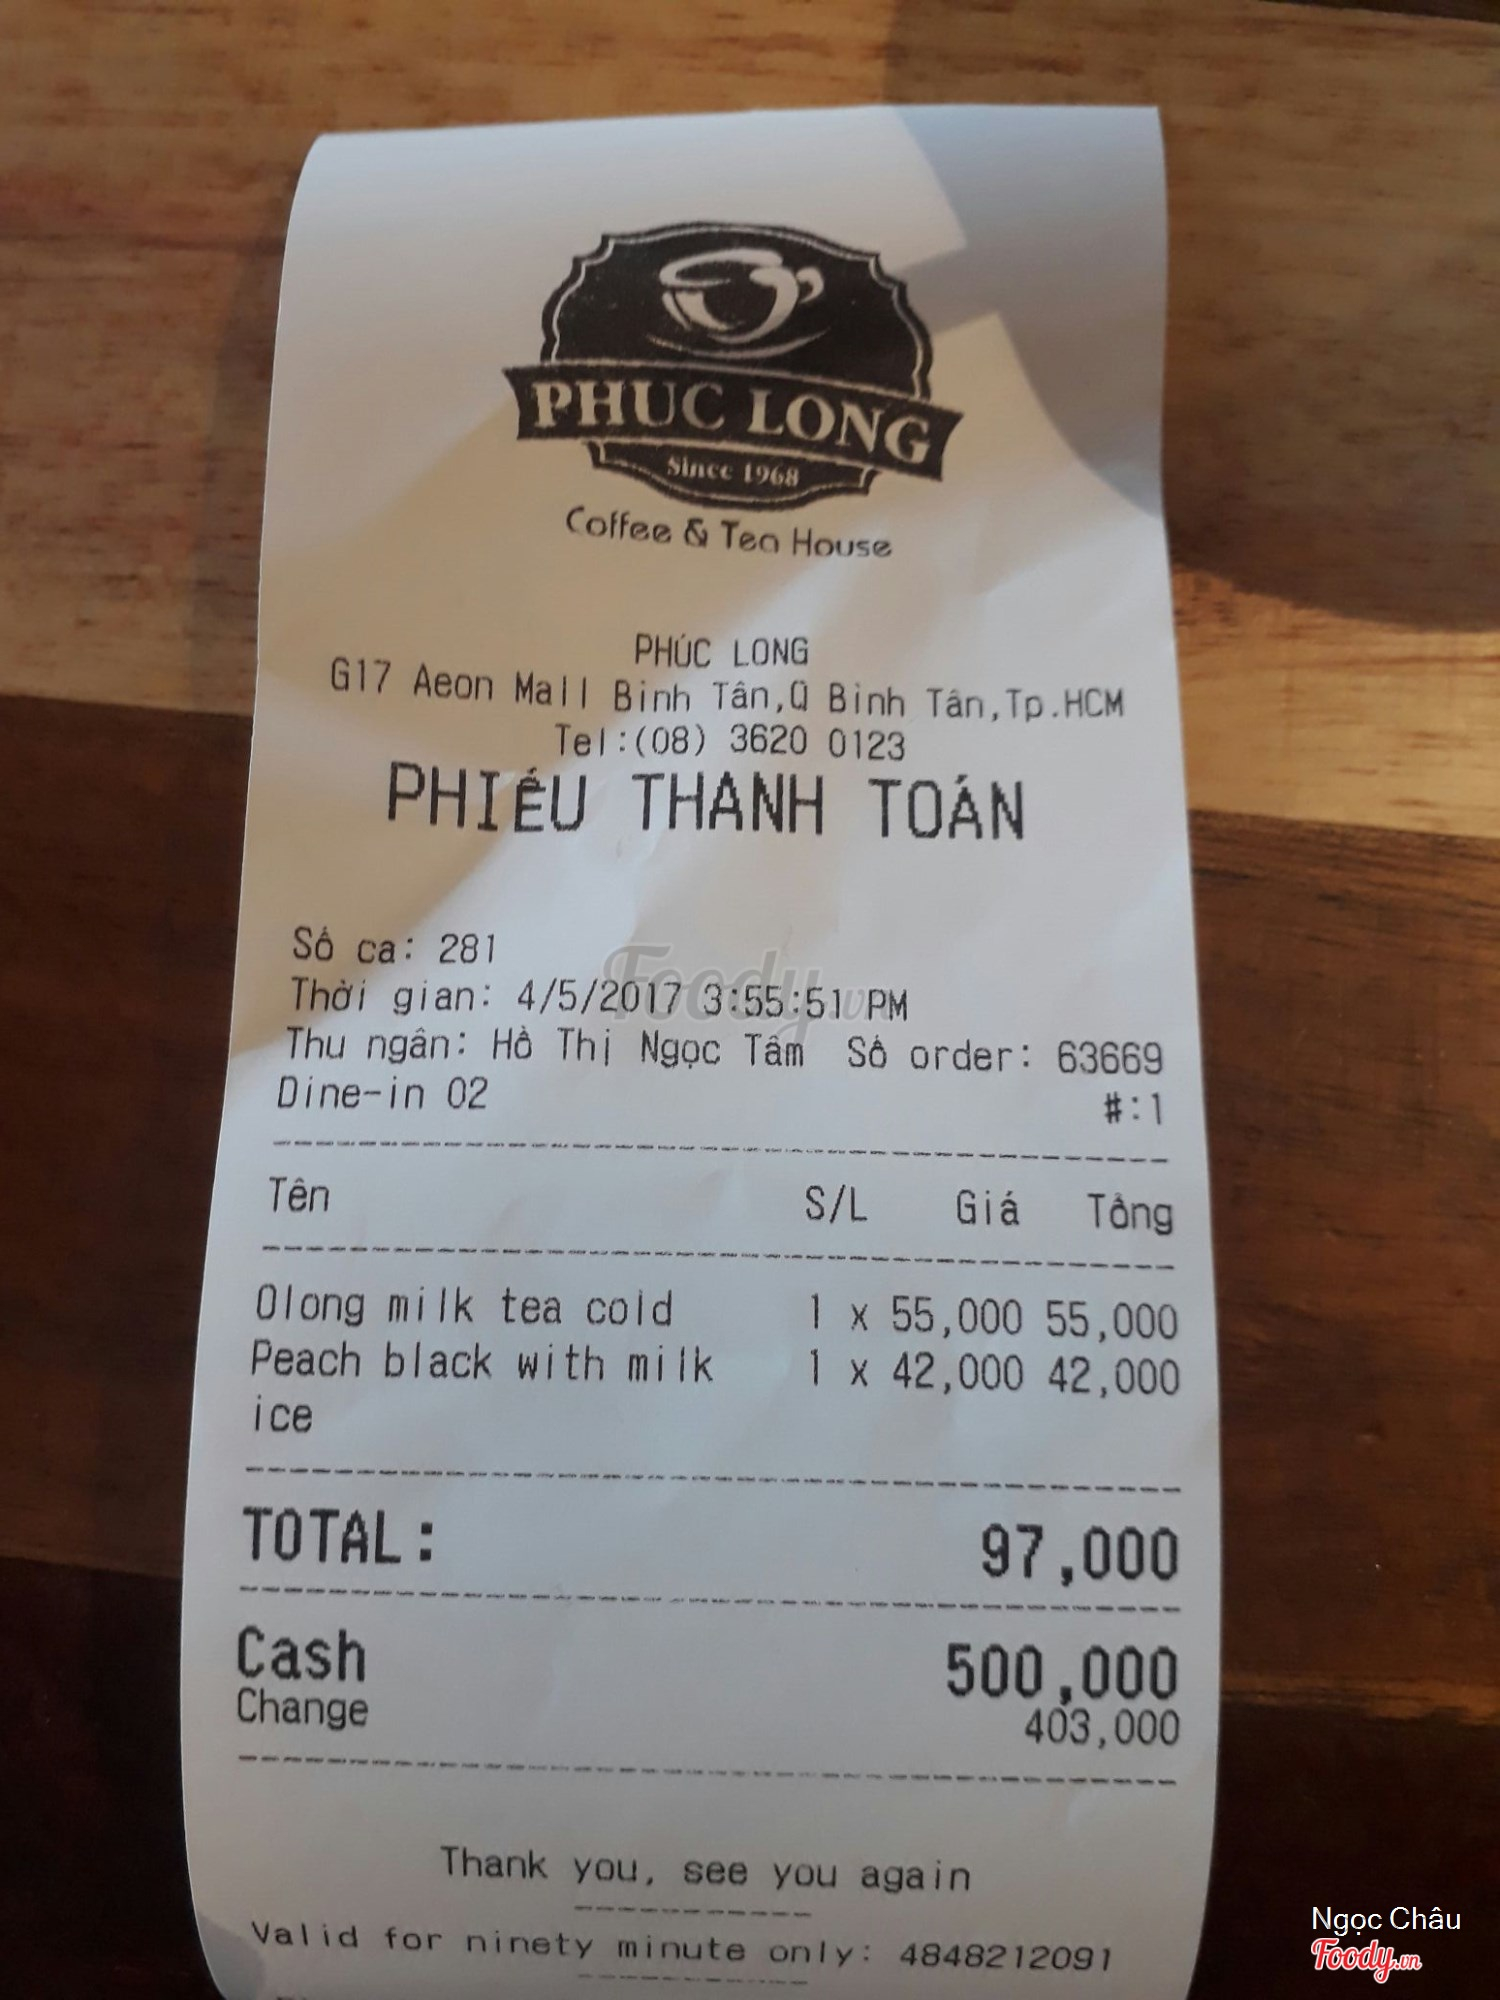 PHUC LONG
Since 1968
Coffee & Tea House
PHÚC LONG
G17 Aeon Mall Bình Tân,Q Bình Tân,Tp.HCM
Tel:(08) 3620 0123
PHIẾU THANH TOÁN
Số ca: 281
Thời gian: 4/5/2017 3:55:51 PM
Thu ngân: Hồ Thị Ngọc Tâm Số order: 63669
Dine-in 02 #:1
Tên S/L Giá Tổng
Olong milk tea cold 1 x 55,000 55,000
Peach black with milk 1 x 42,000 42,000
ice
TOTAL: 97,000
Cash 500,000
Change 403,000
Thank you, see you again
Valid for ninety minute only: 4848212091
Foody.vn
Ngọc Châu
Foody.vn